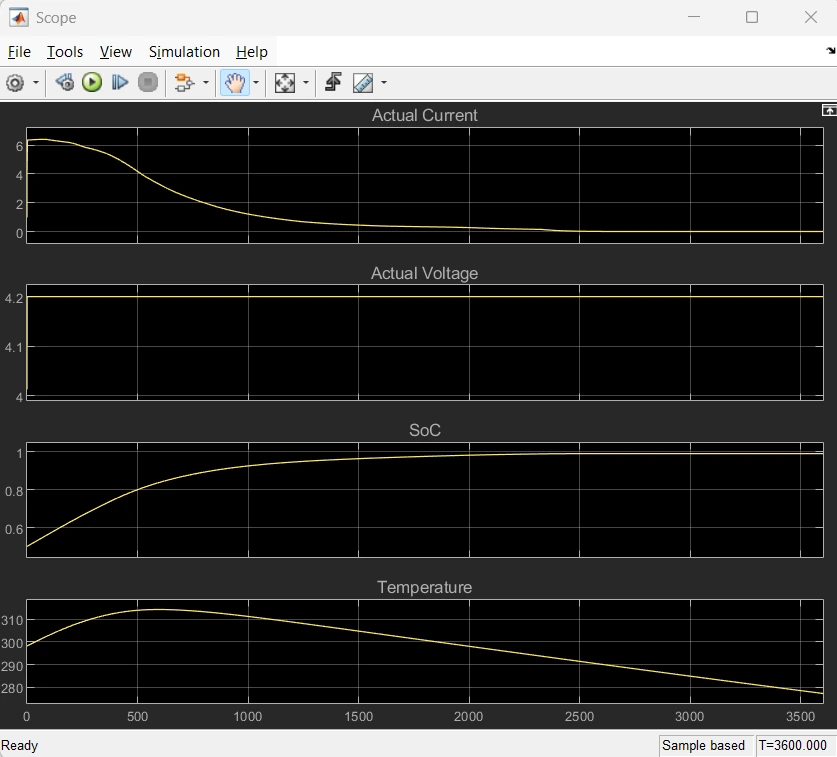 Scope
File Tools View Simulation Help
Actual Current
6
4
2
0
Actual Voltage
4.2
4.1
4
SoC
1
0.8
0.6
Temperature
310
300
290
280
0 500 1000 1500 2000 2500 3000 3500
Ready Sample based T=3600.000